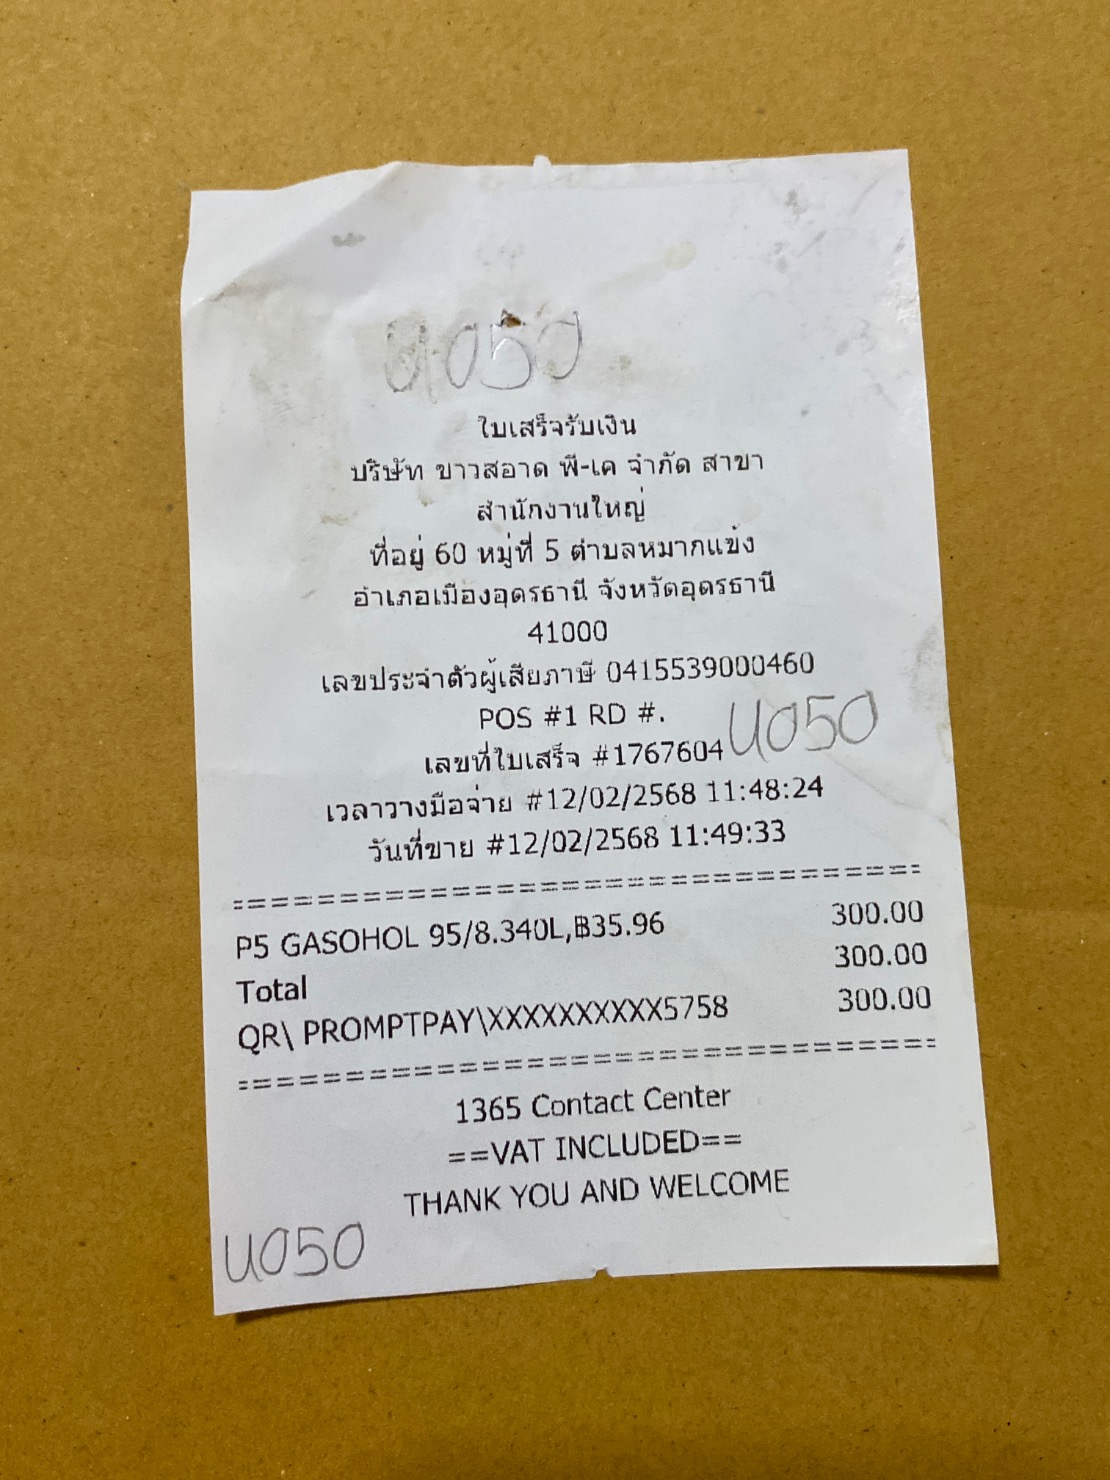 U050
ใบเสร็จรับเงิน
บริษัท ขาวสอาด พี-เค จำกัด สาขา
สำนักงานใหญ่
ที่อยู่ 60 หมู่ที่ 5 ตำบลหมากแข้ง
อำเภอเมืองอุดรธานี จังหวัดอุดรธานี
41000
เลขประจำตัวผู้เสียภาษี 0415539000460
POS #1 RD #.
เลขที่ใบเสร็จ #1767604 U050
เวลาวางมือจ่าย #12/02/2568 11:48:24
วันที่ขาย #12/02/2568 11:49:33
================================
P5 GASOHOL 95/8.340L,฿35.96 300.00
Total 300.00
QR\ PROMPTPAY\XXXXXXXXXX5758 300.00
================================
1365 Contact Center
==VAT INCLUDED==
THANK YOU AND WELCOME
U050